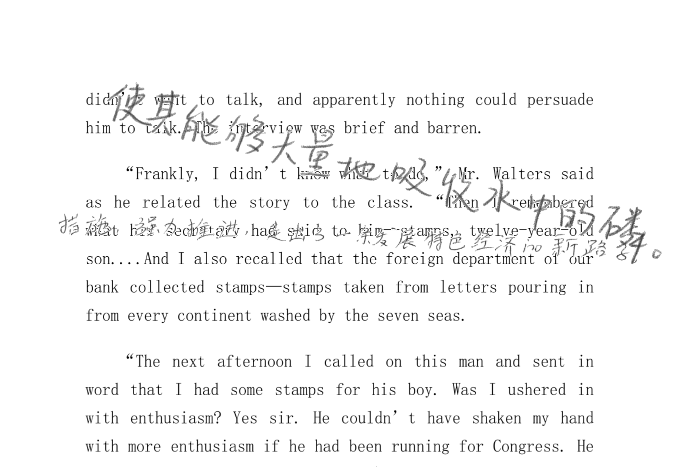 didn't want to talk, and apparently nothing could persuade
him to talk. The interview was brief and barren.
“Frankly, I didn't know what to do,” Mr. Walters said
as he related the story to the class. “Then I remembered
what his secretary had said to him—stamps, twelve-year-old
son....And I also recalled that the foreign department of our
bank collected stamps—stamps taken from letters pouring in
from every continent washed by the seven seas.
“The next afternoon I called on this man and sent in
word that I had some stamps for his boy. Was I ushered in
with enthusiasm? Yes sir. He couldn't have shaken my hand
with more enthusiasm if he had been running for Congress. He
使其能够大量地吸收水中的磷
措施,强力推进,走出了一条发展特色经济的新路子。